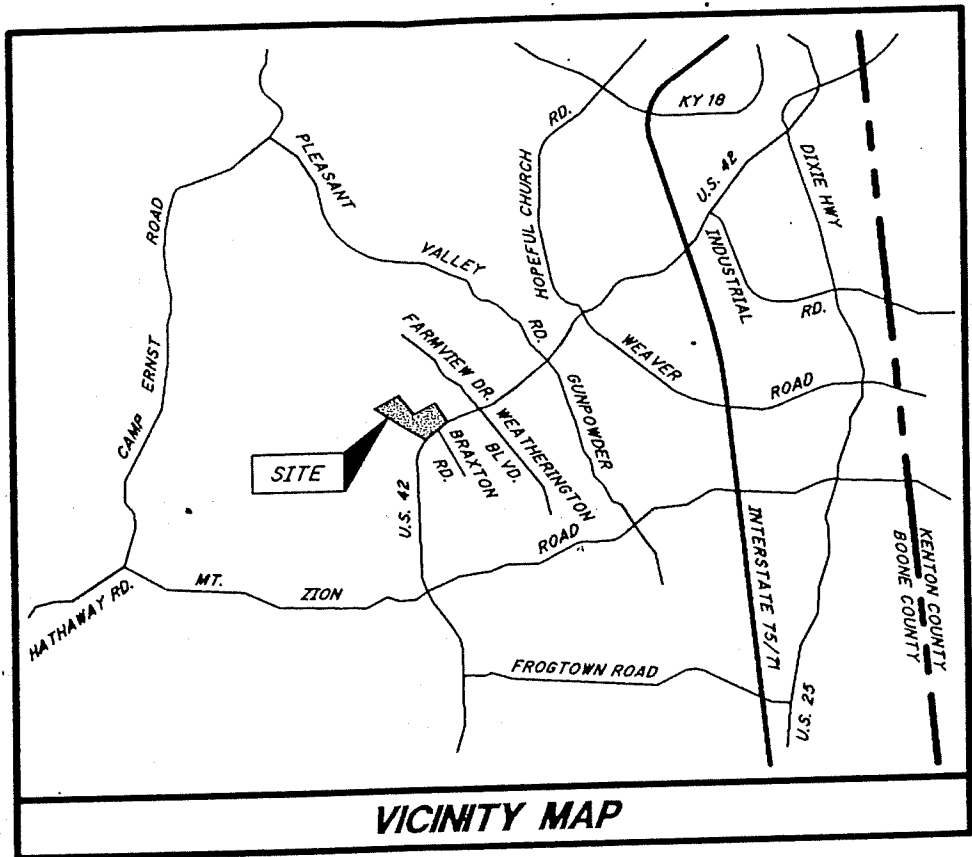 KY 18
HOPEFUL CHURCH RD.
U.S. 42
DIXIE HWY
PLEASANT VALLEY RD.
INDUSTRIAL RD.
CAMP ERNST ROAD
FARMVIEW DR.
WEAVER ROAD
GUNPOWDER
WEATHERINGTON BLVD.
BRAXTON RD.
SITE
U.S. 42
HATHAWAY RD.
MT. ZION ROAD
INTERSTATE 75/71
KENTON COUNTY
BOONE COUNTY
FROGTOWN ROAD
U.S. 25
VICINITY MAP